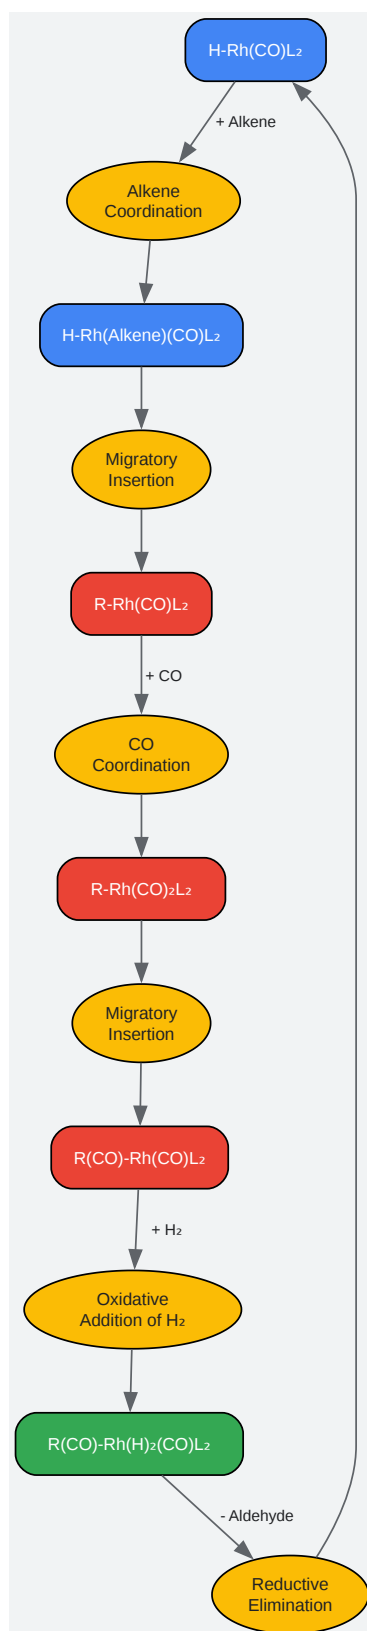 H-Rh(CO)L₂
+ Alkene
Alkene
Coordination
H-Rh(Alkene)(CO)L₂
Migratory
Insertion
R-Rh(CO)L₂
+ CO
CO
Coordination
R-Rh(CO)₂L₂
Migratory
Insertion
R(CO)-Rh(CO)L₂
+ H₂
Oxidative
Addition of H₂
R(CO)-Rh(H)₂(CO)L₂
- Aldehyde
Reductive
Elimination